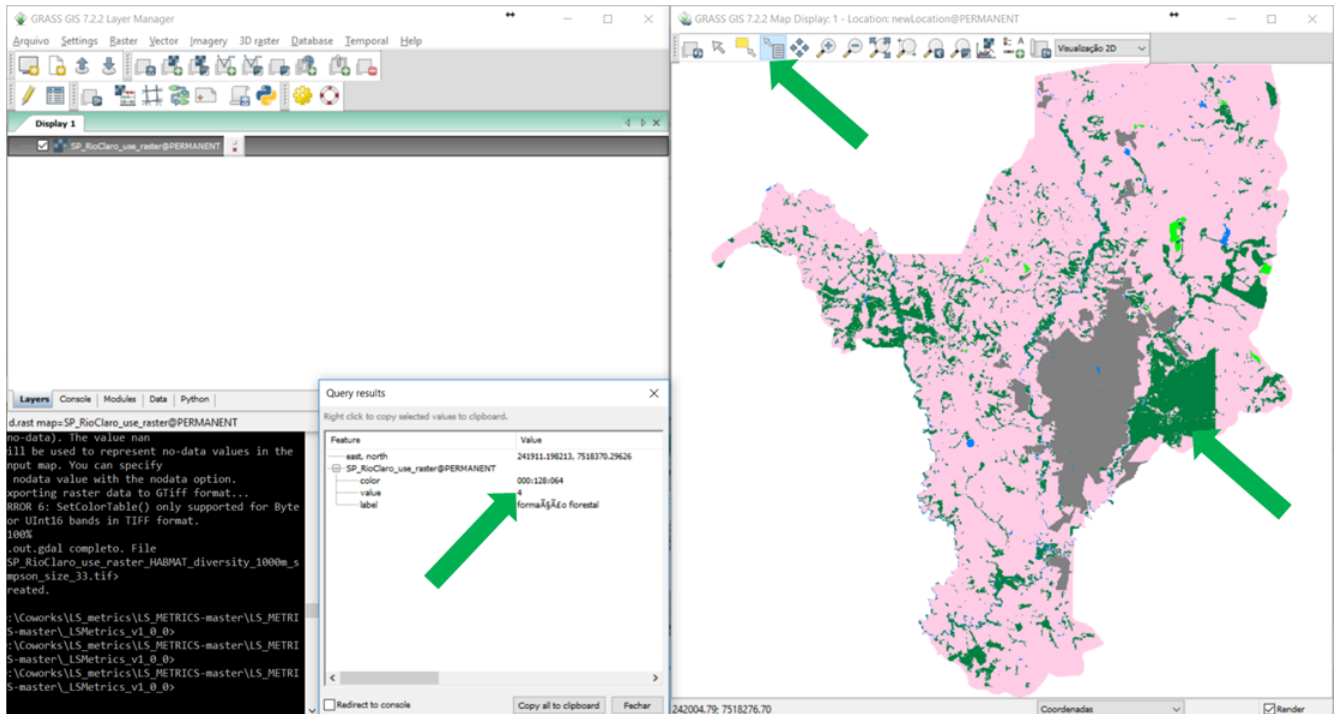 GRASS GIS 7.2.2 Layer Manager
Arquivo Settings Raster Vector Imagery 3D raster Database Temporal Help
Display 1
SP_RioClaro_use_raster@PERMANENT
Layers Console Modules Data Python
d.rast map=SP_RioClaro_use_raster@PERMANENT
no-data). The value nan
ill be used to represent no-data values in the
nput map. You can specify
nodata value with the nodata option.
xporting raster data to GTiff format...
RROR 6: SetColorTable() only supported for Byte
or UInt16 bands in TIFF format.
100%
.out.gdal completo. File
SP_RioClaro_use_raster_HABMAT_diversity_1000m_s
mpson_size_33.tif>
reated.
:\Coworks\LS_metrics\LS_METRICS-master\LS_METRI
S-master\_LSMetrics_v1_0_0>
:\Coworks\LS_metrics\LS_METRICS-master\LS_METRI
S-master\_LSMetrics_v1_0_0>
:\Coworks\LS_metrics\LS_METRICS-master\LS_METRI
S-master\_LSMetrics_v1_0_0>
Query results
Right click to copy selected values to clipboard.
Feature Value
east, north 241911.198213, 7518370.29626
SP_RioClaro_use_raster@PERMANENT
color 000:128:064
value 4
label formaÃ§Ã£o florestal
Redirect to console Copy all to clipboard Fechar
GRASS GIS 7.2.2 Map Display: 1 - Location: newLocation@PERMANENT
Visualização 2D
242004.79; 7518276.70 Coordenadas Render